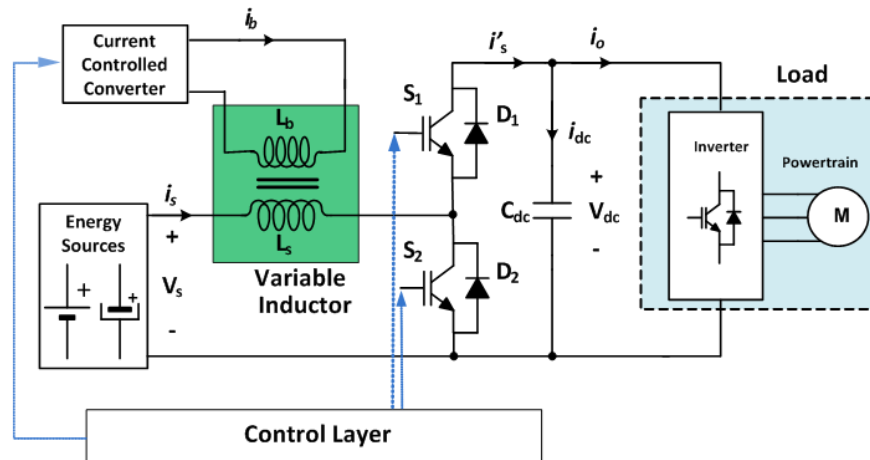 Current
Controlled
Converter
i_b
L_b
L_s
Variable
Inductor
Energy
Sources
+
+
i_s
+
V_s
-
S_1
D_1
S_2
D_2
i'_s
i_o
i_dc
C_dc
+
V_dc
-
Load
Inverter
Powertrain
M
Control Layer